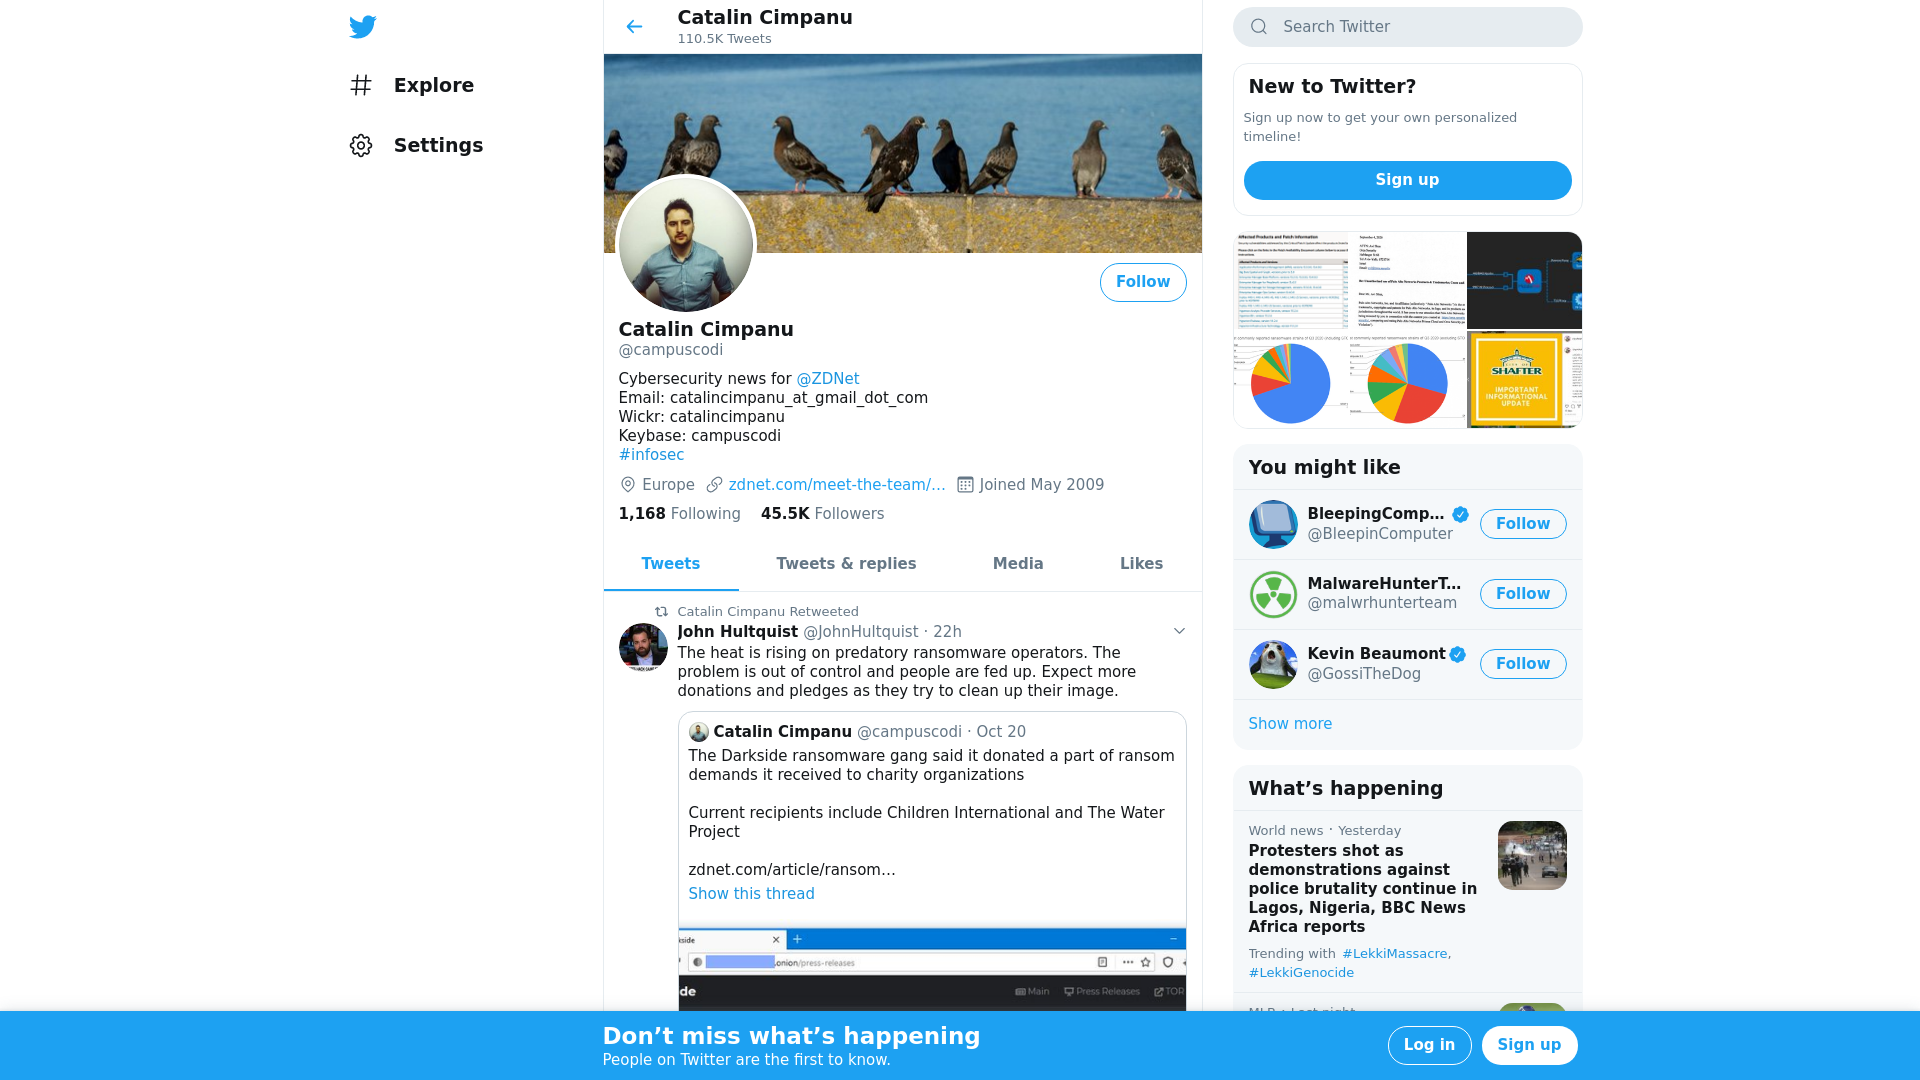 Explore
Settings
Catalin Cimpanu
110.5K Tweets
Follow
Catalin Cimpanu
@campuscodi
Cybersecurity news for @ZDNet
Email: catalincimpanu_at_gmail_dot_com
Wickr: catalincimpanu
Keybase: campuscodi
#infosec
Europe zdnet.com/meet-the-team/… Joined May 2009
1,168 Following 45.5K Followers
Tweets Tweets & replies Media Likes
Catalin Cimpanu Retweeted
John Hultquist @JohnHultquist · 22h
The heat is rising on predatory ransomware operators. The
problem is out of control and people are fed up. Expect more
donations and pledges as they try to clean up their image.
Catalin Cimpanu @campuscodi · Oct 20
The Darkside ransomware gang said it donated a part of ransom
demands it received to charity organizations
Current recipients include Children International and The Water
Project
zdnet.com/article/ransom…
Show this thread
.onion/press-releases
Main Press Releases TOR
Search Twitter
New to Twitter?
Sign up now to get your own personalized
timeline!
Sign up
Affected Products and Patch Information
SHAFTER
IMPORTANT
INFORMATIONAL
UPDATE
You might like
BleepingComp…
@BleepinComputer
Follow
MalwareHunterT…
@malwrhunterteam
Follow
Kevin Beaumont
@GossiTheDog
Follow
Show more
What’s happening
World news · Yesterday
Protesters shot as
demonstrations against
police brutality continue in
Lagos, Nigeria, BBC News
Africa reports
Trending with #LekkiMassacre,
#LekkiGenocide
Don’t miss what’s happening
People on Twitter are the first to know.
Log in
Sign up